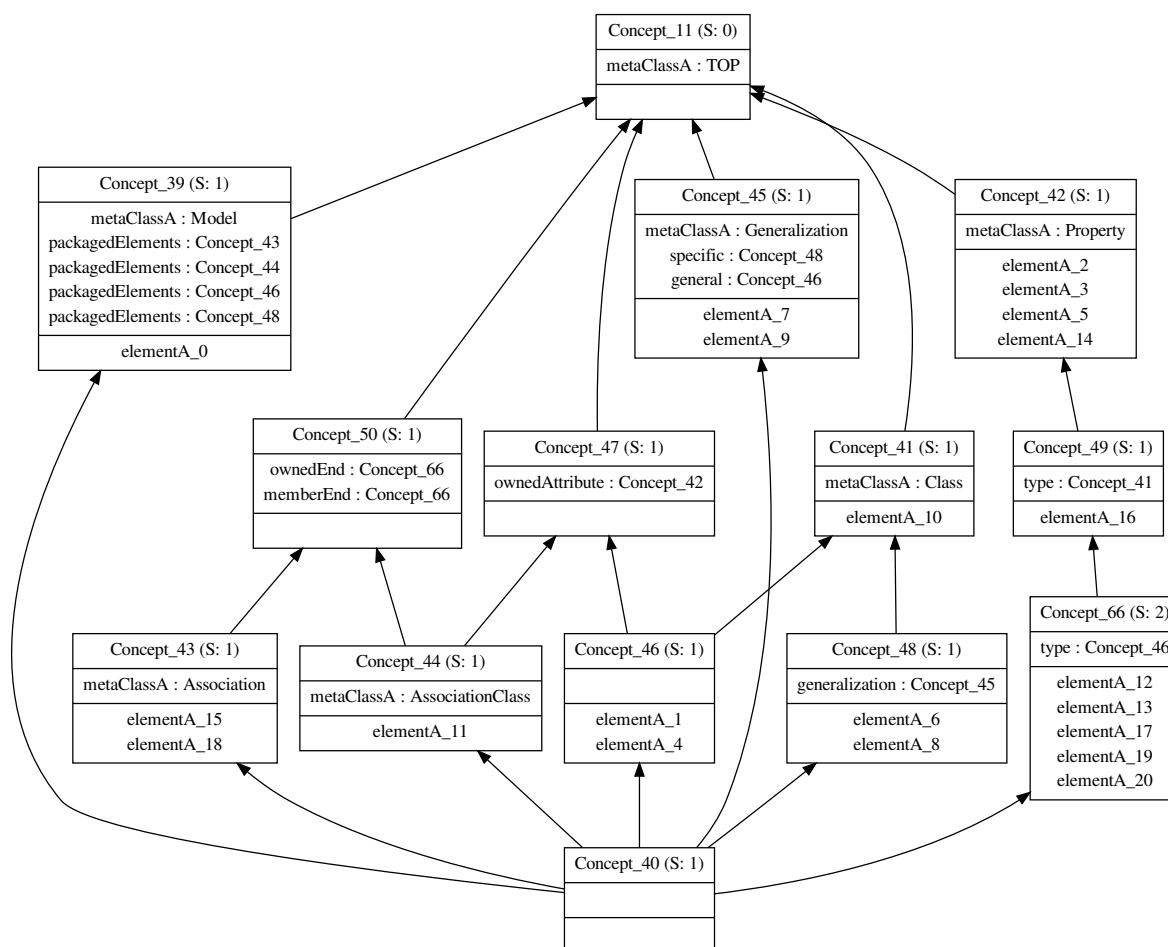 Concept_11 (S: 0)
metaClassA : TOP
Concept_39 (S: 1)
metaClassA : Model
packagedElements : Concept_43
packagedElements : Concept_44
packagedElements : Concept_46
packagedElements : Concept_48
elementA_0
Concept_45 (S: 1)
metaClassA : Generalization
specific : Concept_48
general : Concept_46
elementA_7
elementA_9
Concept_42 (S: 1)
metaClassA : Property
elementA_2
elementA_3
elementA_5
elementA_14
Concept_50 (S: 1)
ownedEnd : Concept_66
memberEnd : Concept_66
Concept_47 (S: 1)
ownedAttribute : Concept_42
Concept_41 (S: 1)
metaClassA : Class
elementA_10
Concept_49 (S: 1)
type : Concept_41
elementA_16
Concept_43 (S: 1)
metaClassA : Association
elementA_15
elementA_18
Concept_44 (S: 1)
metaClassA : AssociationClass
elementA_11
Concept_46 (S: 1)
elementA_1
elementA_4
Concept_48 (S: 1)
generalization : Concept_45
elementA_6
elementA_8
Concept_66 (S: 2)
type : Concept_46
elementA_12
elementA_13
elementA_17
elementA_19
elementA_20
Concept_40 (S: 1)